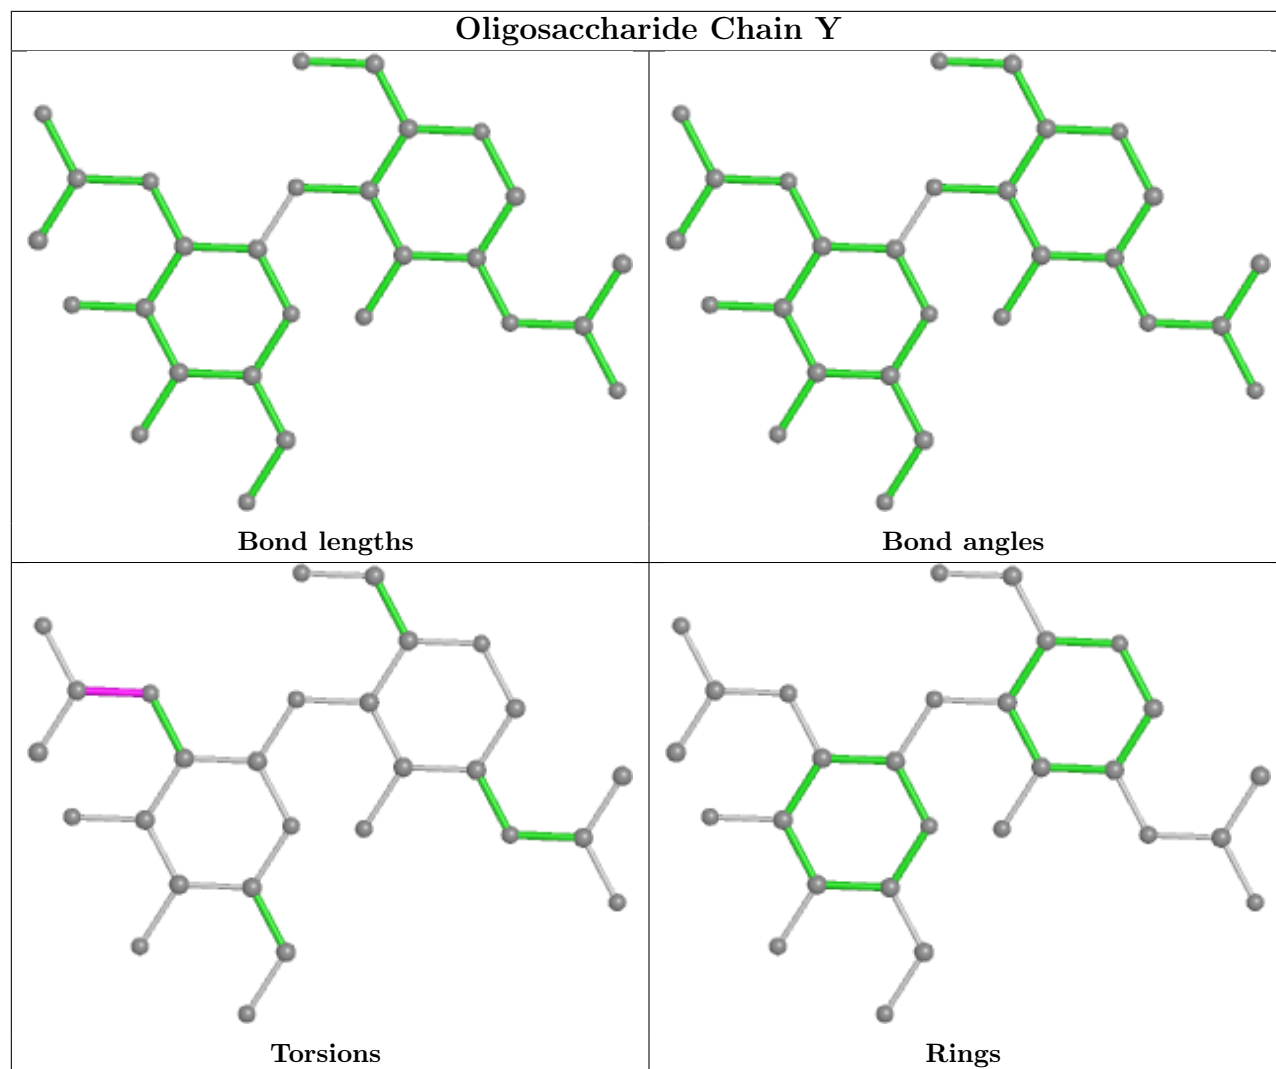 Oligosaccharide Chain Y
Bond lengths
Bond angles
Torsions
Rings